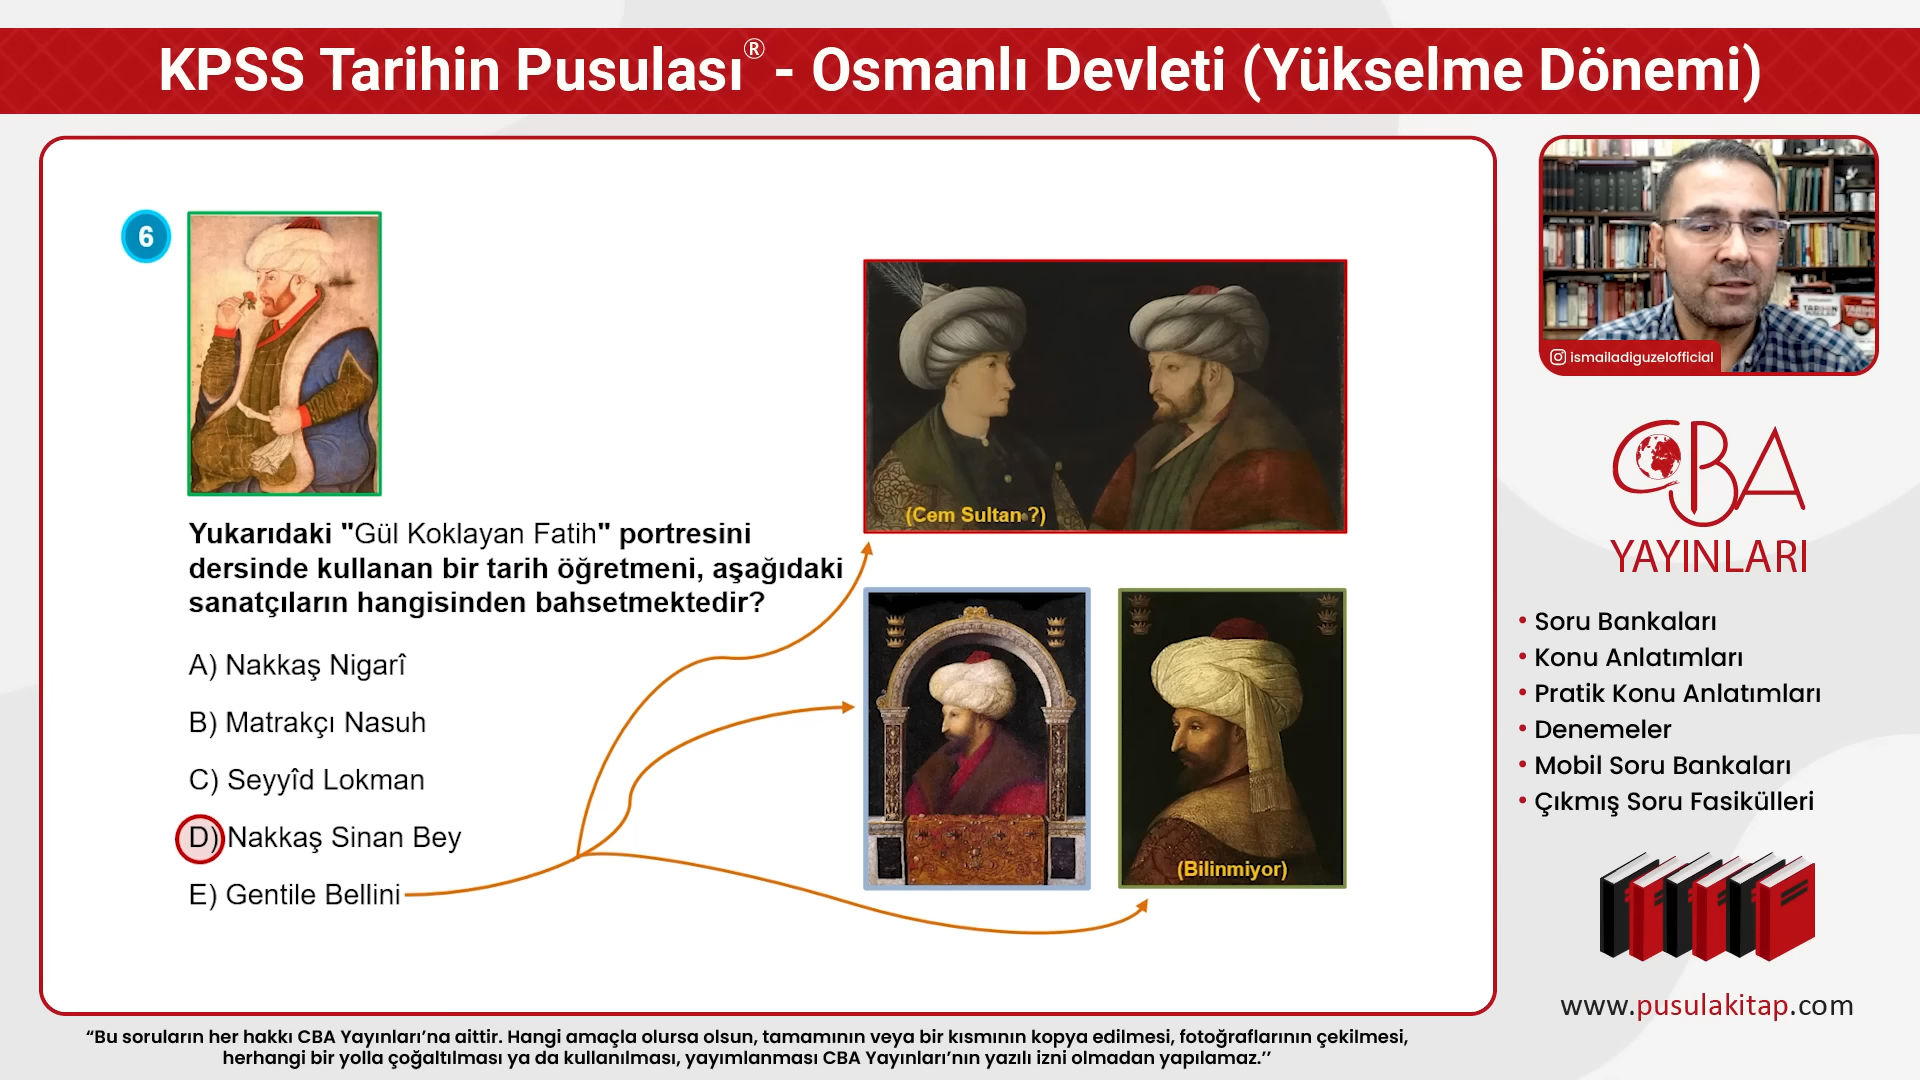 KPSS Tarihin Pusulası® - Osmanlı Devleti (Yükselme Dönemi)
6
Yukarıdaki "Gül Koklayan Fatih" portresini
dersinde kullanan bir tarih öğretmeni, aşağıdaki
sanatçıların hangisinden bahsetmektedir?
A) Nakkaş Nigarî
B) Matrakçı Nasuh
C) Seyyîd Lokman
D) Nakkaş Sinan Bey
E) Gentile Bellini
(Cem Sultan ?)
(Bilinmiyor)
ismailadiguzelofficial
CBA
YAYINLARI
• Soru Bankaları
• Konu Anlatımları
• Pratik Konu Anlatımları
• Denemeler
• Mobil Soru Bankaları
• Çıkmış Soru Fasikülleri
www.pusulakitap.com
“Bu soruların her hakkı CBA Yayınları’na aittir. Hangi amaçla olursa olsun, tamamının veya bir kısmının kopya edilmesi, fotoğraflarının çekilmesi,
herhangi bir yolla çoğaltılması ya da kullanılması, yayımlanması CBA Yayınları’nın yazılı izni olmadan yapılamaz.’’